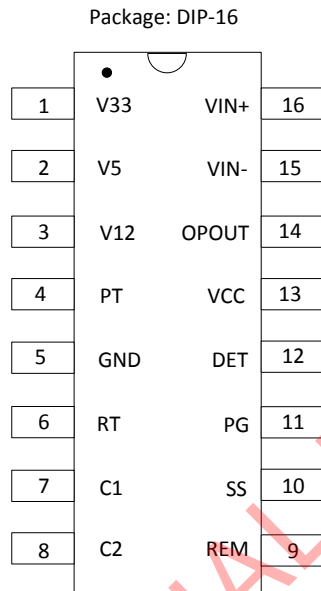 Package: DIP-16
1 V33 VIN+ 16
2 V5 VIN- 15
3 V12 OPOUT 14
4 PT VCC 13
5 GND DET 12
6 RT PG 11
7 C1 SS 10
8 C2 REM 9